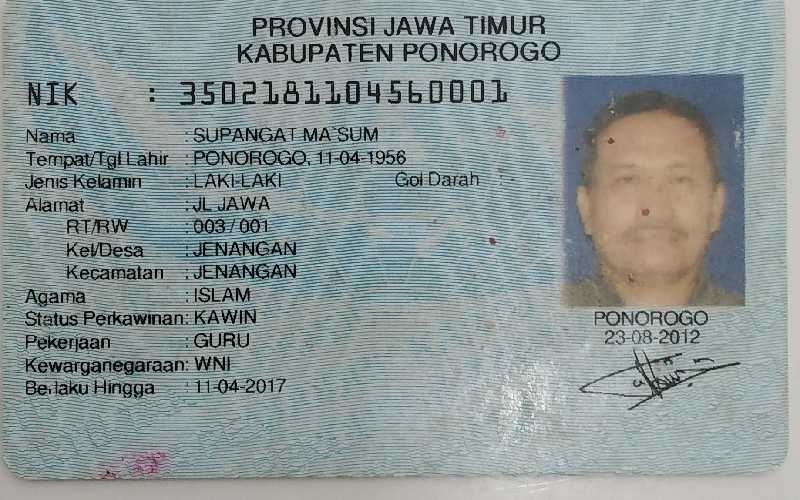 PROVINSI JAWA TIMUR
KABUPATEN PONOROGO
NIK : 3502181104560001
Nama : SUPANGAT MA`SUM
Tempat/Tgl Lahir : PONOROGO, 11-04-1956
Jenis Kelamin : LAKI-LAKI Gol Darah : -
Alamat : JL JAWA
RT/RW : 003 / 001
Kel/Desa : JENANGAN
Kecamatan : JENANGAN
Agama : ISLAM
Status Perkawinan: KAWIN
Pekerjaan : GURU
Kewarganegaraan: WNI
Berlaku Hingga : 11-04-2017
PONOROGO
23-08-2012